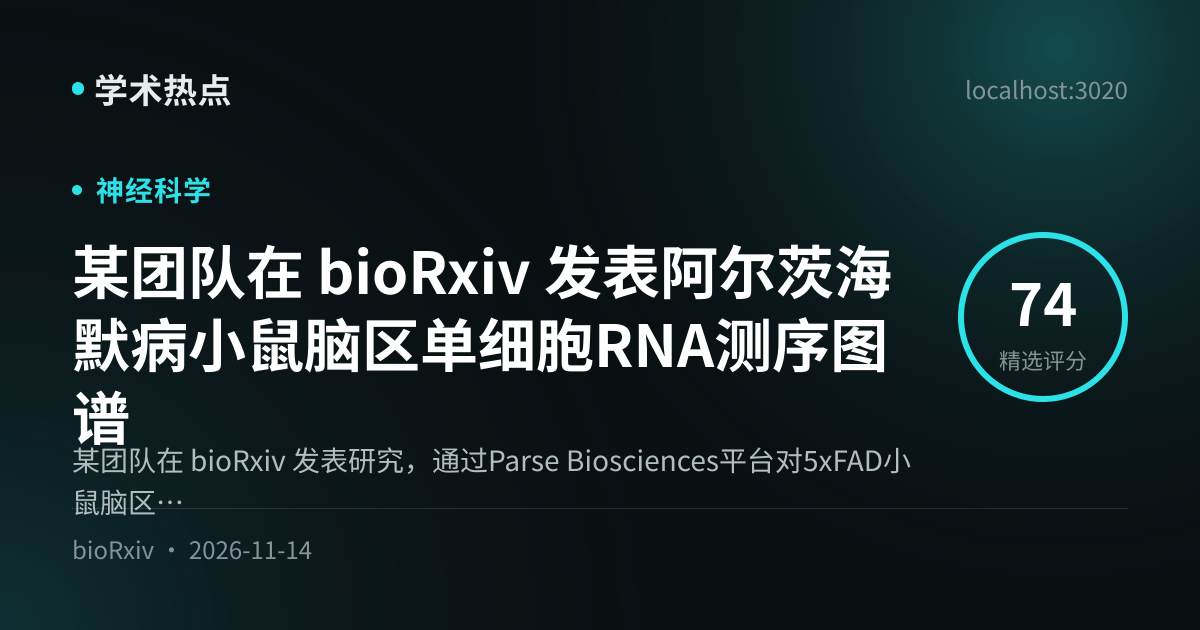 学术热点
localhost:3020
神经科学
某团队在 bioRxiv 发表阿尔茨海
默病小鼠脑区单细胞RNA测序图
谱
74
精选评分
某团队在 bioRxiv 发表研究，通过Parse Biosciences平台对5xFAD小
鼠脑区…
bioRxiv · 2026-11-14